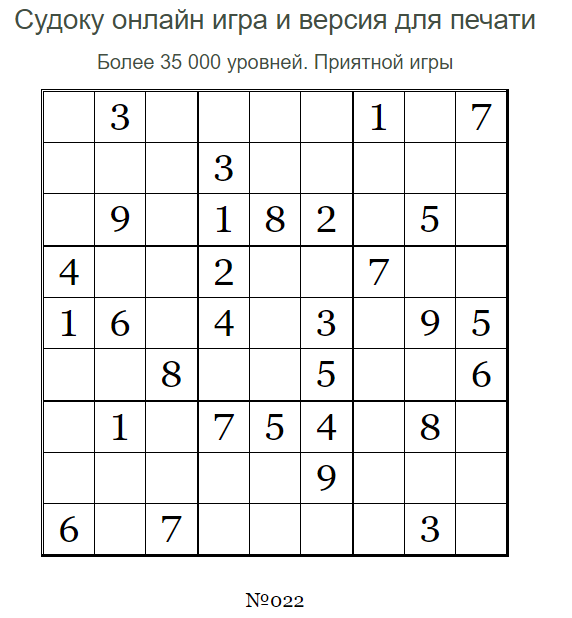 Судоку онлайн игра и версия для печати
Более 35 000 уровней. Приятной игры
3 1 7
3
9 1 8 2 5
4 2 7
1 6 4 3 9 5
8 5 6
1 7 5 4 8
9
6 7 3
№022